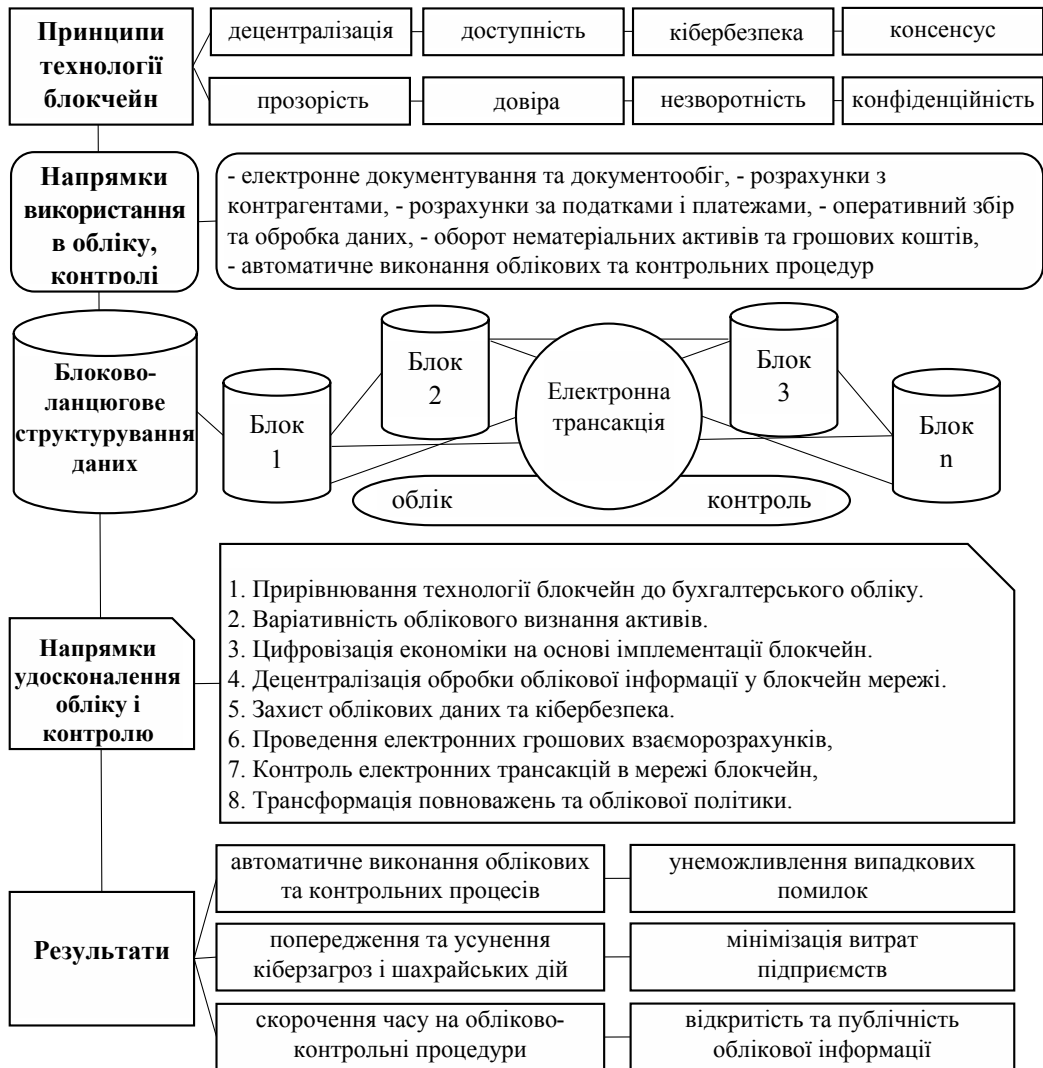 Принципи
технології
блокчейн
децентралізація
доступність
кібербезпека
консенсус
прозорість
довіра
незворотність
конфіденційність
Напрямки
використання
в обліку,
контролі
- електронне документування та документообіг, - розрахунки з
контрагентами, - розрахунки за податками і платежами, - оперативний збір
та обробка даних, - оборот нематеріальних активів та грошових коштів,
- автоматичне виконання облікових та контрольних процедур
Блоково-
ланцюгове
структурування
даних
Блок
1
Блок
2
Електронна
трансакція
Блок
3
Блок
n
облік
контроль
Напрямки
удосконалення
обліку і
контролю
1. Прирівнювання технології блокчейн до бухгалтерського обліку.
2. Варіативність облікового визнання активів.
3. Цифровізація економіки на основі імплементації блокчейн.
4. Децентралізація обробки облікової інформації у блокчейн мережі.
5. Захист облікових даних та кібербезпека.
6. Проведення електронних грошових взаєморозрахунків,
7. Контроль електронних трансакцій в мережі блокчейн,
8. Трансформація повноважень та облікової політики.
Результати
автоматичне виконання облікових
та контрольних процесів
унеможливлення випадкових
помилок
попередження та усунення
кіберзагроз і шахрайських дій
мінімізація витрат
підприємств
скорочення часу на обліково-
контрольні процедури
відкритість та публічність
облікової інформації